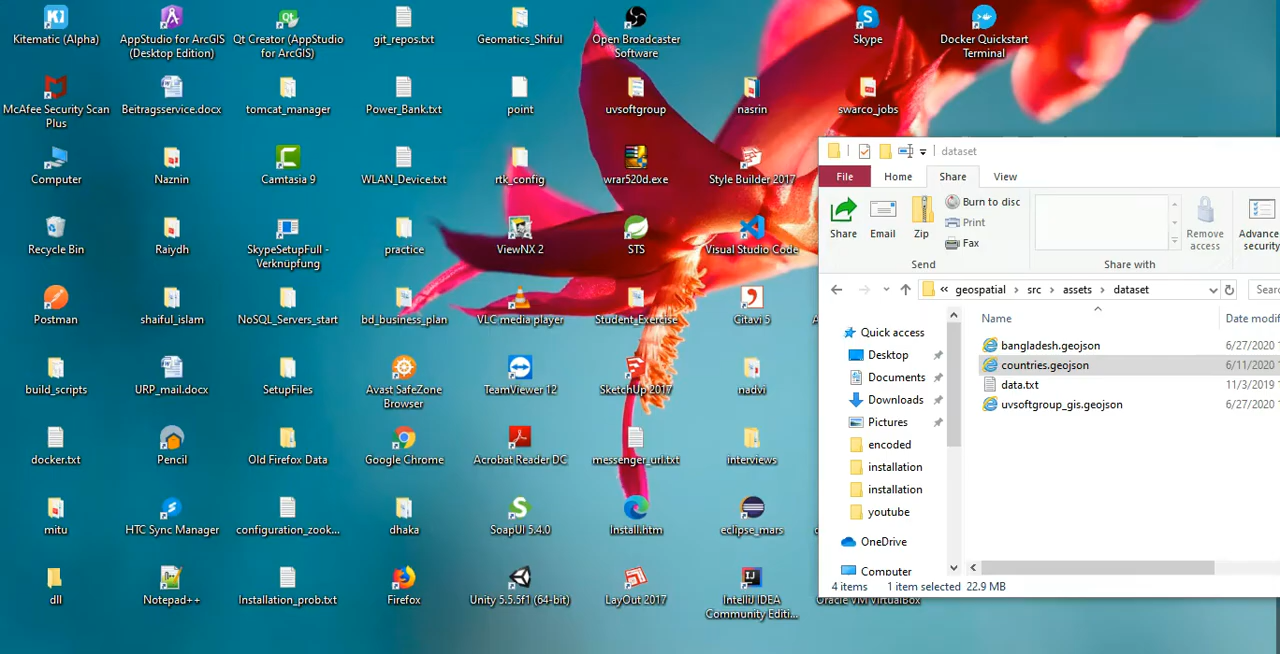 Kitematic (Alpha)
AppStudio for ArcGIS
(Desktop Edition)
Qt Creator (AppStudio
for ArcGIS)
git_repos.txt
Geomatics_Shiful
Open Broadcaster
Software
Skype
Docker Quickstart
Terminal
McAfee Security Scan
Plus
Beitragsservice.docx
tomcat_manager
Power_Bank.txt
point
uvsoftgroup
nasrin
swarco_jobs
Computer
Naznin
Camtasia 9
WLAN_Device.txt
rtk_config
wrar520d.exe
Style Builder 2017
Recycle Bin
Raiydh
SkypeSetupFull -
Verknüpfung
practice
ViewNX 2
STS
Visual Studio Code
Postman
shaiful_islam
NoSQL_Servers_start
bd_business_plan
VLC media player
Student_Exercise
Citavi 5
build_scripts
URP_mail.docx
SetupFiles
Avast SafeZone
Browser
TeamViewer 12
SketchUp 2017
nadvi
docker.txt
Pencil
Old Firefox Data
Google Chrome
Acrobat Reader DC
messenger_url.txt
interviews
mitu
HTC Sync Manager
configuration_zook...
dhaka
SoapUI 5.4.0
Install.htm
eclipse_mars
dll
Notepad++
Installation_prob.txt
Firefox
Unity 5.5.5f1 (64-bit)
LayOut 2017
IntelliJ IDEA
Community Editi...
Oracle VM VirtualBox
dataset
File
Home
Share
View
Share
Email
Zip
Burn to disc
Print
Fax
Remove
access
Advance
security
Send
Share with
« geospatial > src > assets > dataset
Sear
Name
Date modif
Quick access
Desktop
Documents
Downloads
Pictures
encoded
installation
installation
youtube
OneDrive
Computer
bangladesh.geojson
6/27/2020 1
countries.geojson
6/11/2020 1
data.txt
11/3/2019 1
uvsoftgroup_gis.geojson
6/27/2020 1
4 items
1 item selected 22.9 MB